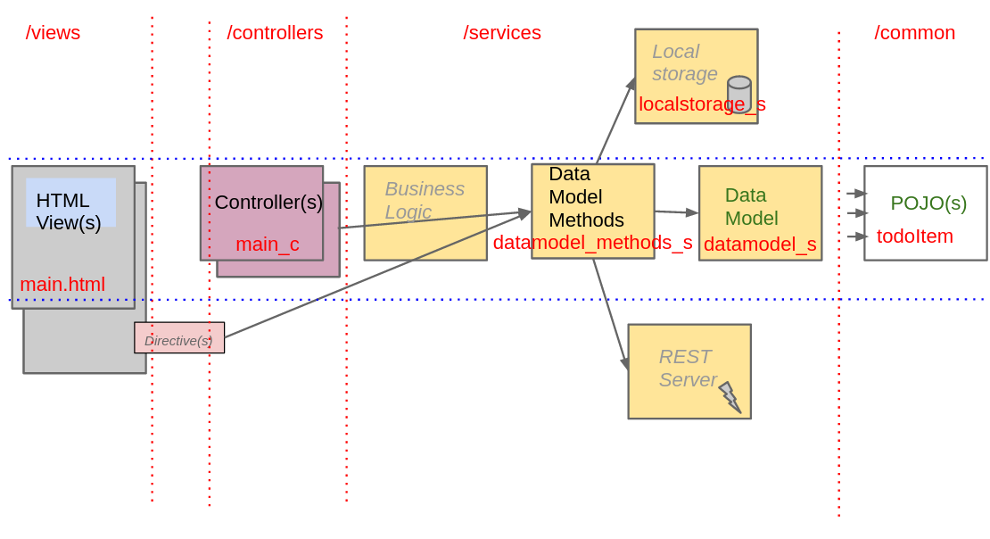 /views
/controllers
/services
/common
Local
storage
localstorage_s
HTML
View(s)
main.html
Controller(s)
main_c
Business
Logic
Data
Model
Methods
datamodel_methods_s
Data
Model
datamodel_s
POJO(s)
todoItem
Directive(s)
REST
Server